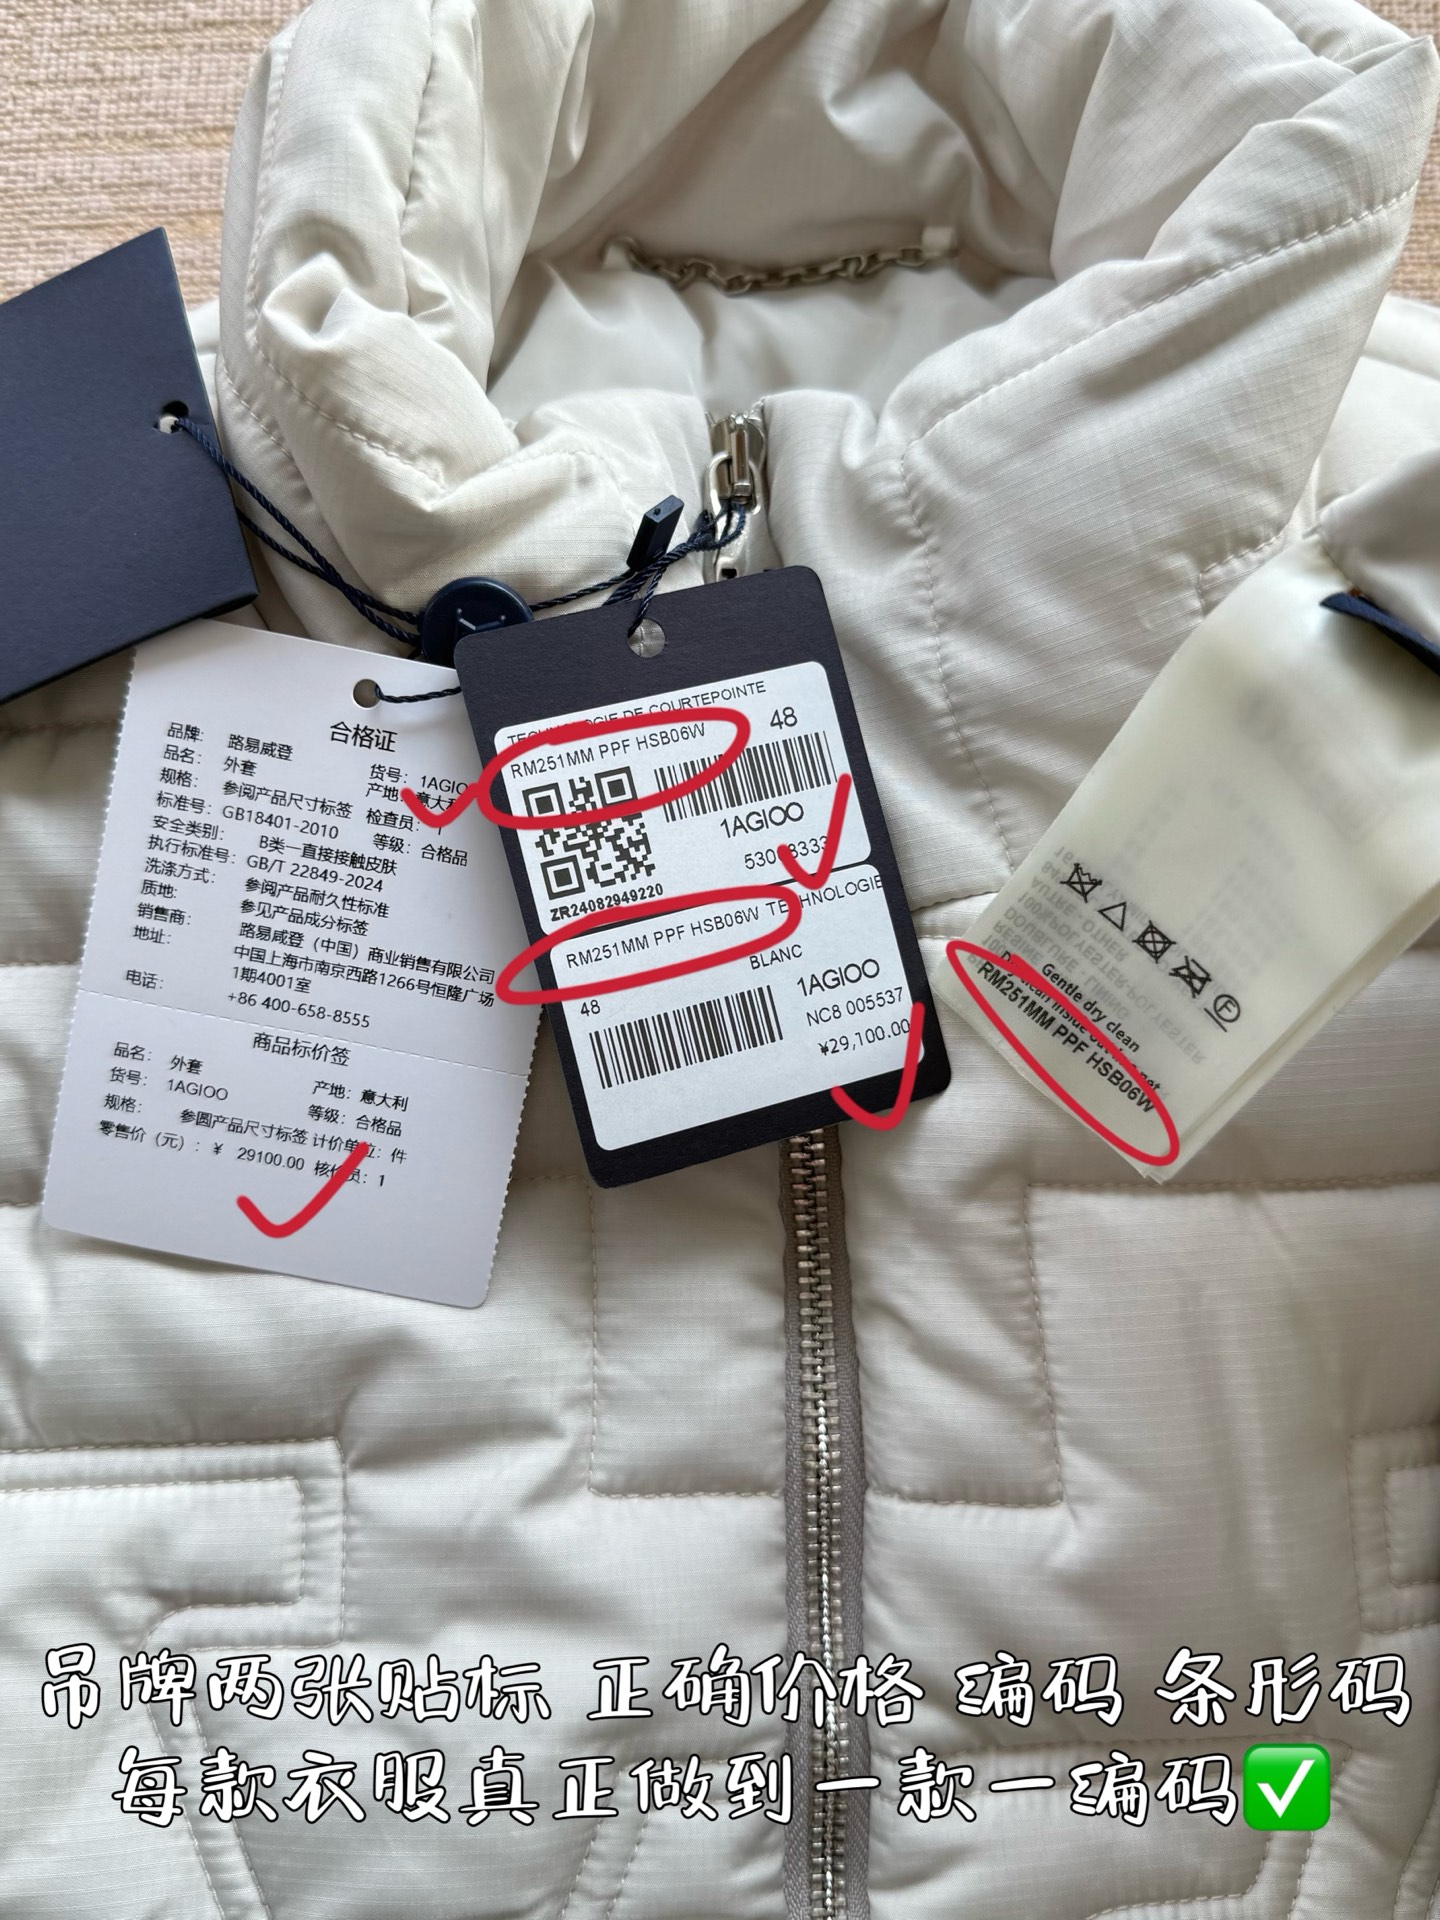 合格证
品牌: 路易威登
品名: 外套
货号: 1AGIO
规格: 参阅产品尺寸标签
产地: 意大利
标准号: GB18401-2010
检查员: 1
安全类别: B类一直接接触皮肤
等级: 合格品
执行标准号: GB/T 22849-2024
洗涤方式: 参阅产品耐久性标准
质地: 参见产品成分标签
销售商: 路易威登（中国）商业销售有限公司
地址: 中国上海市南京西路1266号恒隆广场
1期4001室
电话: +86 400-658-8555
商品标价签
品名: 外套
产地: 意大利
货号: 1AGIOO
等级: 合格品
规格: 参圆产品尺寸标签 计价单位: 件
零售价（元）: ¥ 29100.00 核价员: 1
TECHNOLOGIE DE COURTEPOINTE
RM251MM PPF HSB06W
48
1AGIOO
ZR24082949220
RM251MM PPF HSB06W TECHNOLOGIE
BLANC
48
1AGIOO
NC8 005537
¥29,100.00
Gentle dry clean
RM251MM PPF HSB06W
吊牌两张贴标 正确价格 编码 条形码
每款衣服真正做到一款一编码✅